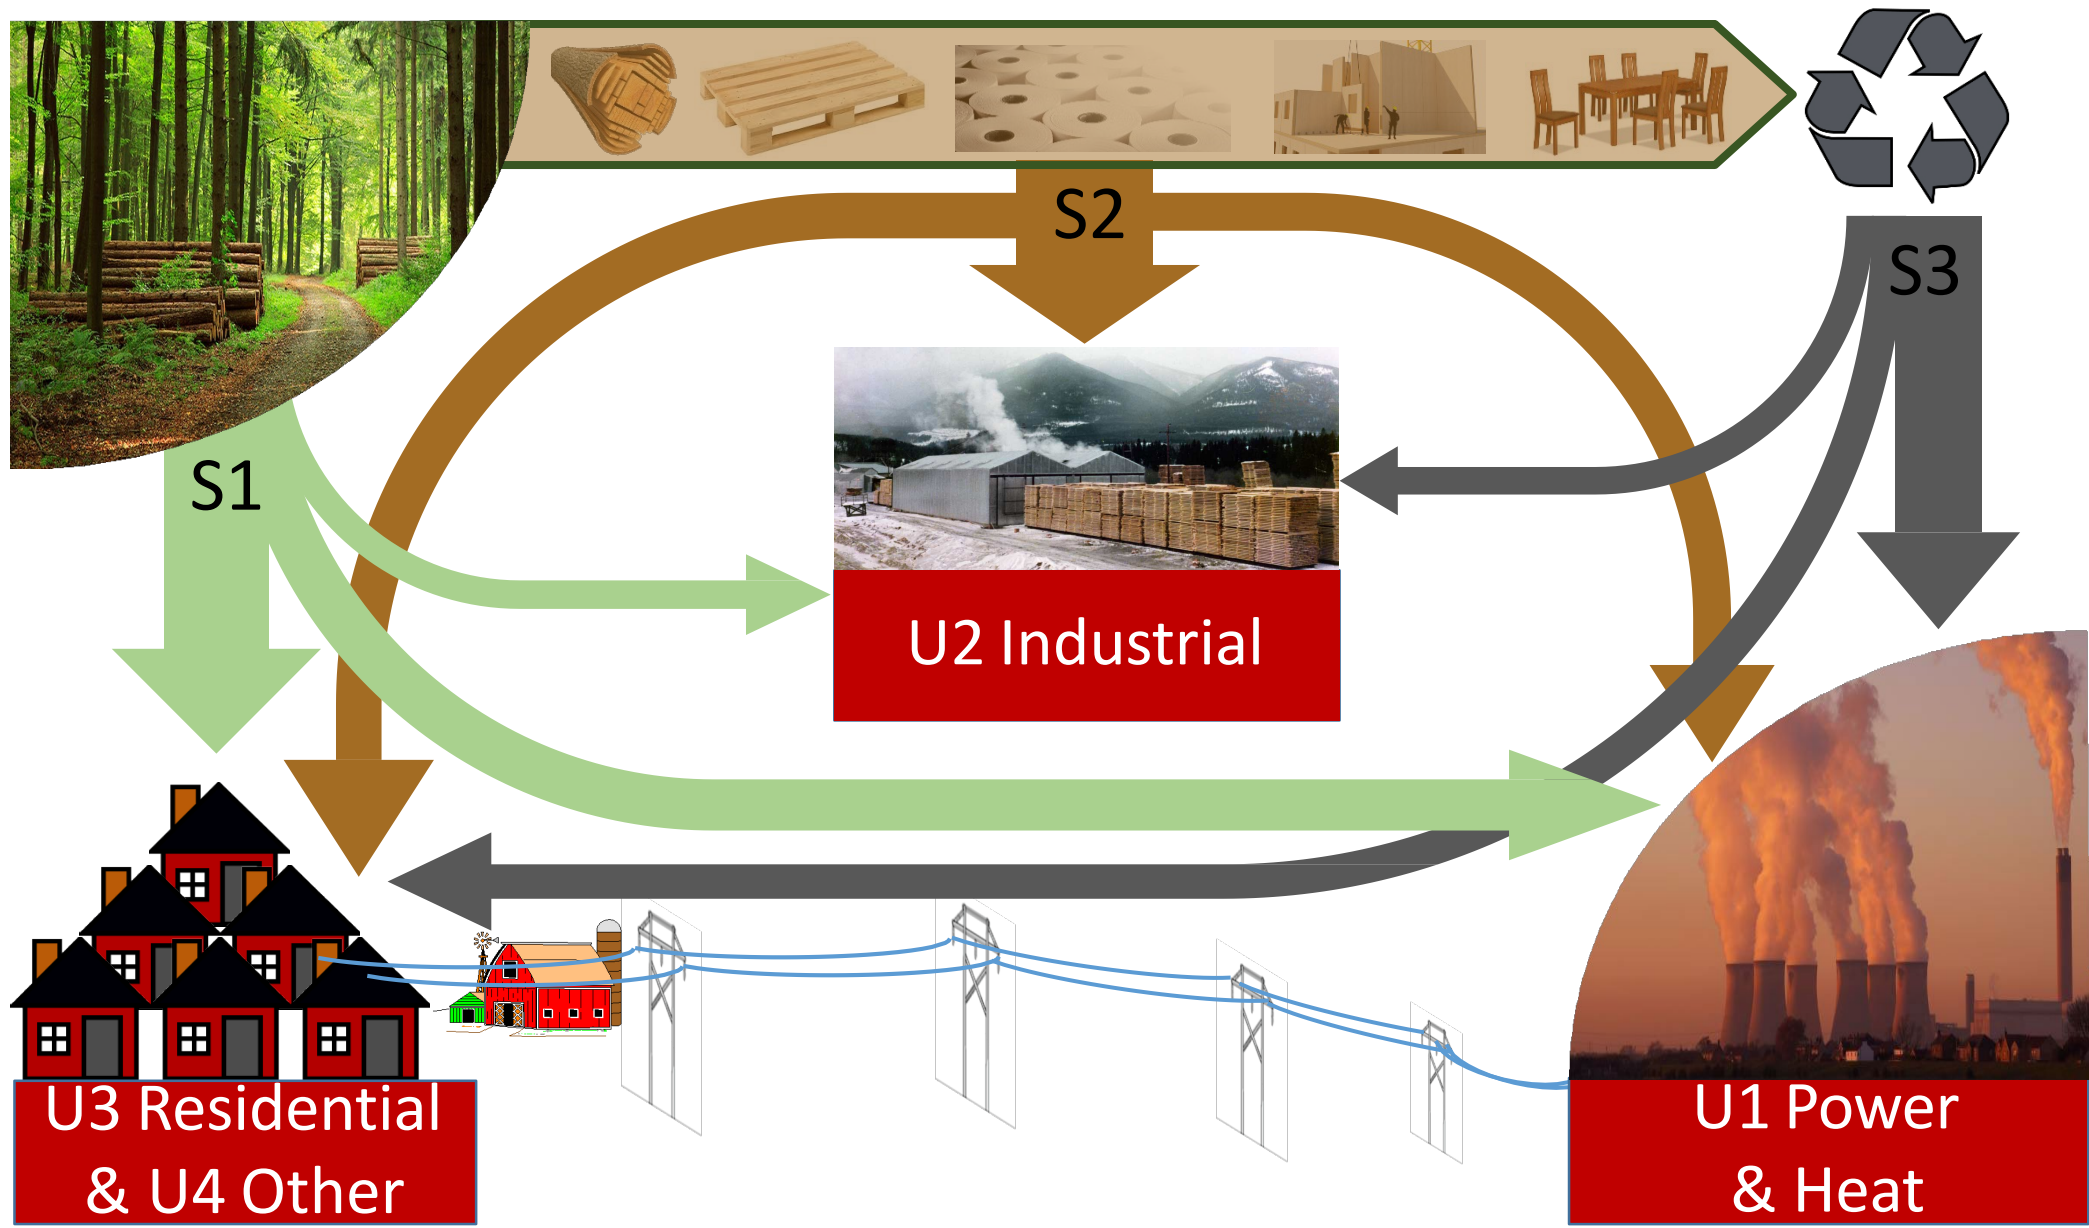 S2
S3
S1
U2 Industrial
U3 Residential
& U4 Other
U1 Power
& Heat